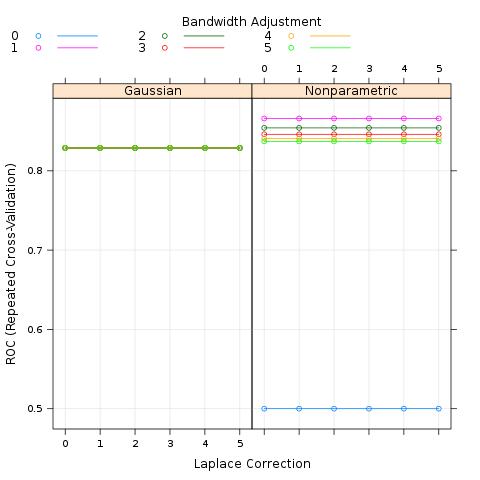 Bandwidth Adjustment
0 2 4
1 3 5
0 1 2 3 4 5
Gaussian Nonparametric
ROC (Repeated Cross-Validation)
0.8
0.7
0.6
0.5
0 1 2 3 4 5
Laplace Correction